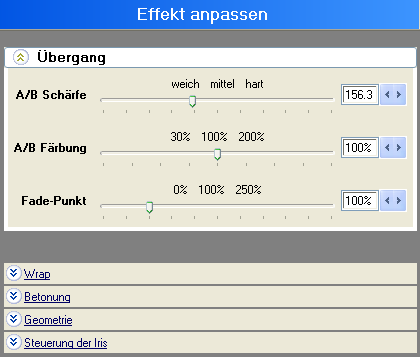 Effekt anpassen
Übergang
weich mittel hart
A/B Schärfe 156.3
30% 100% 200%
A/B Färbung 100%
0% 100% 250%
Fade-Punkt 100%
Wrap
Betonung
Geometrie
Steuerung der Iris